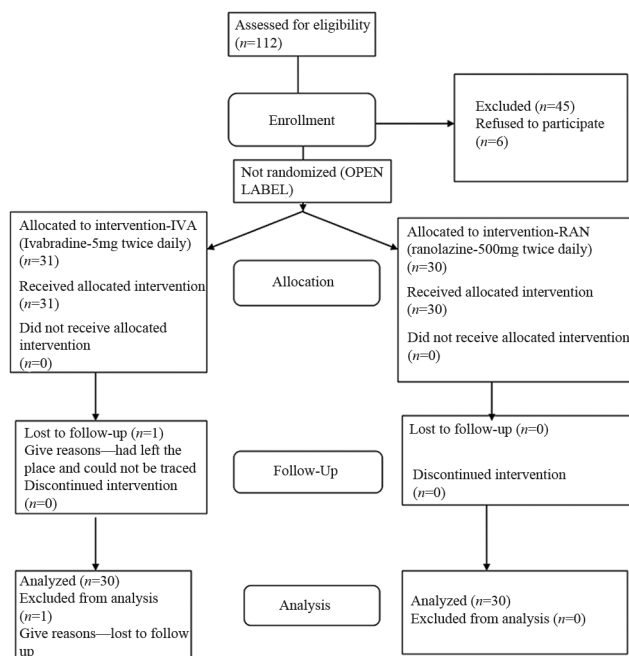 Assessed for eligibility
(n=112)
Enrollment
Excluded (n=45)
Refused to participate
(n=6)
Not randomized (OPEN
LABEL)
Allocated to intervention-IVA
(Ivabradine-5mg twice daily)
(n=31)
Received allocated intervention
(n=31)
Did not receive allocated
intervention
(n=0)
Allocation
Allocated to intervention-RAN
(ranolazine-500mg twice daily)
(n=30)
Received allocated intervention
(n=30)
Did not receive allocated intervention
(n=0)
Lost to follow-up (n=1)
Give reasons—had left the
place and could not be traced
Discontinued intervention
(n=0)
Follow-Up
Lost to follow-up (n=0)
Discontinued intervention
(n=0)
Analyzed (n=30)
Excluded from analysis
(n=1)
Give reasons—lost to follow
up
Analysis
Analyzed (n=30)
Excluded from analysis (n=0)